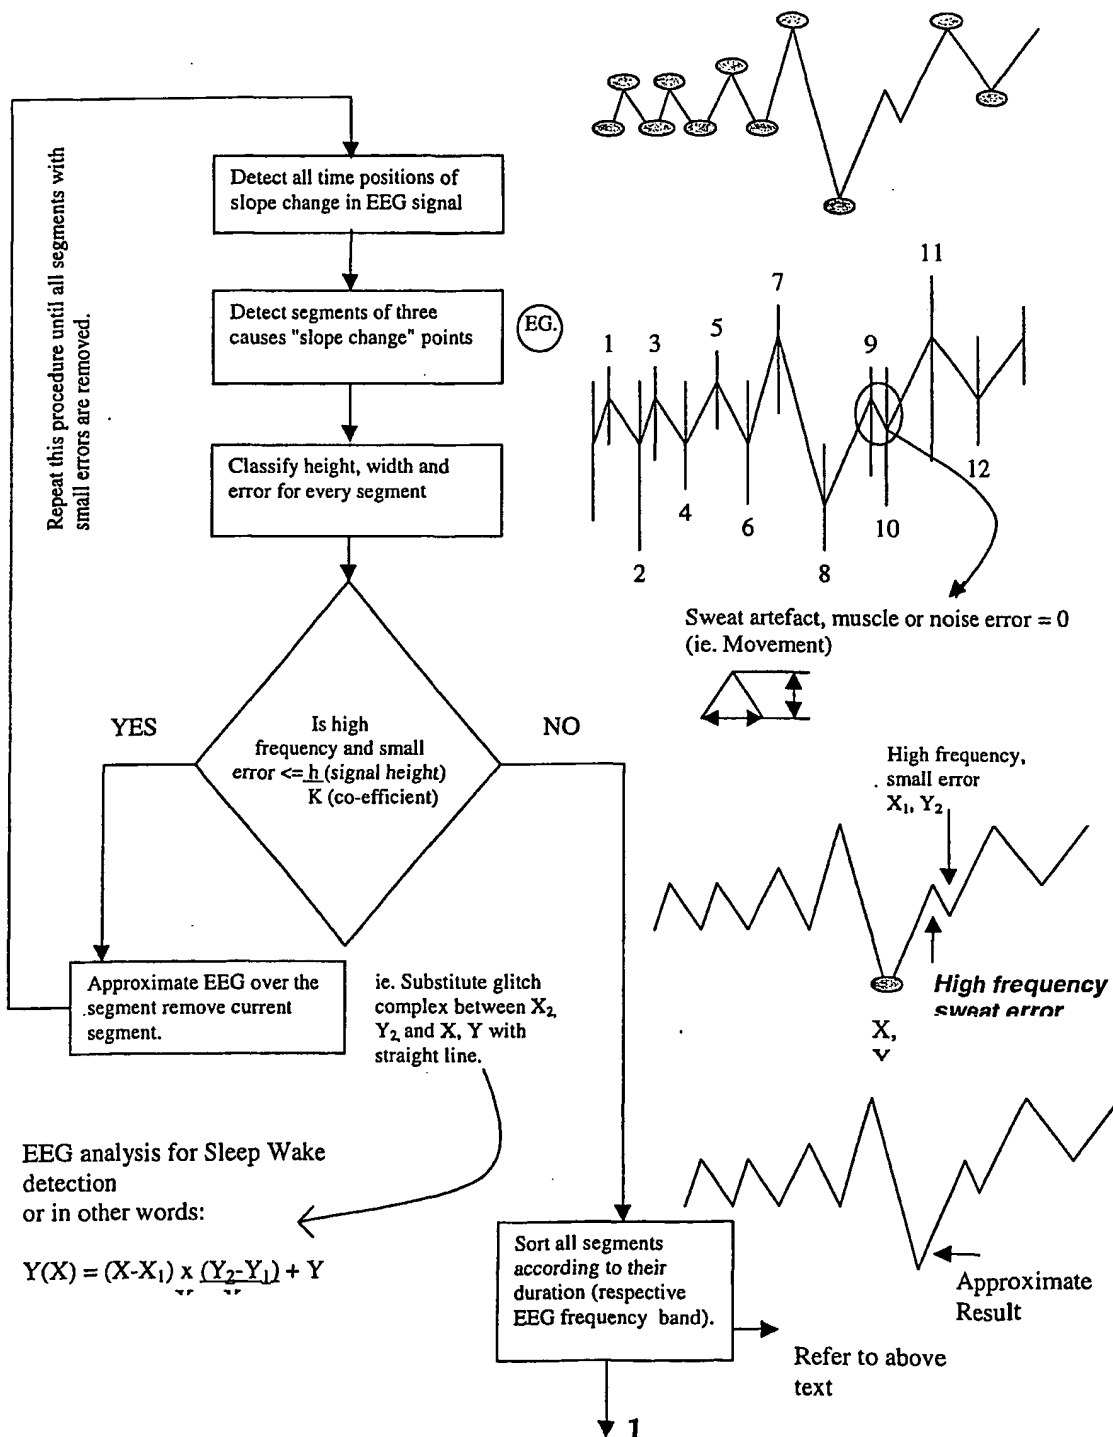 Repeat this procedure until all segments with
small errors are removed.
Detect all time positions of
slope change in EEG signal
Detect segments of three
causes "slope change" points
EG.
Classify height, width and
error for every segment
1
3
5
7
9
11
2
4
6
8
10
12
Sweat artefact, muscle or noise error = 0
(ie. Movement)
YES
NO
Is high
frequency and small
error <= h (signal height)
K (co-efficient)
High frequency,
small error
X₁, Y₂
High frequency
sweat error
X,
Approximate EEG over the
segment remove current
segment.
ie. Substitute glitch
complex between X₂,
Y₂ and X, Y with
straight line.
EEG analysis for Sleep Wake
detection
or in other words:
Y(X) = (X-X₁) x (Y₂-Y₁) + Y
Sort all segments
according to their
duration (respective
EEG frequency band).
Approximate
Result
Refer to above
text
1